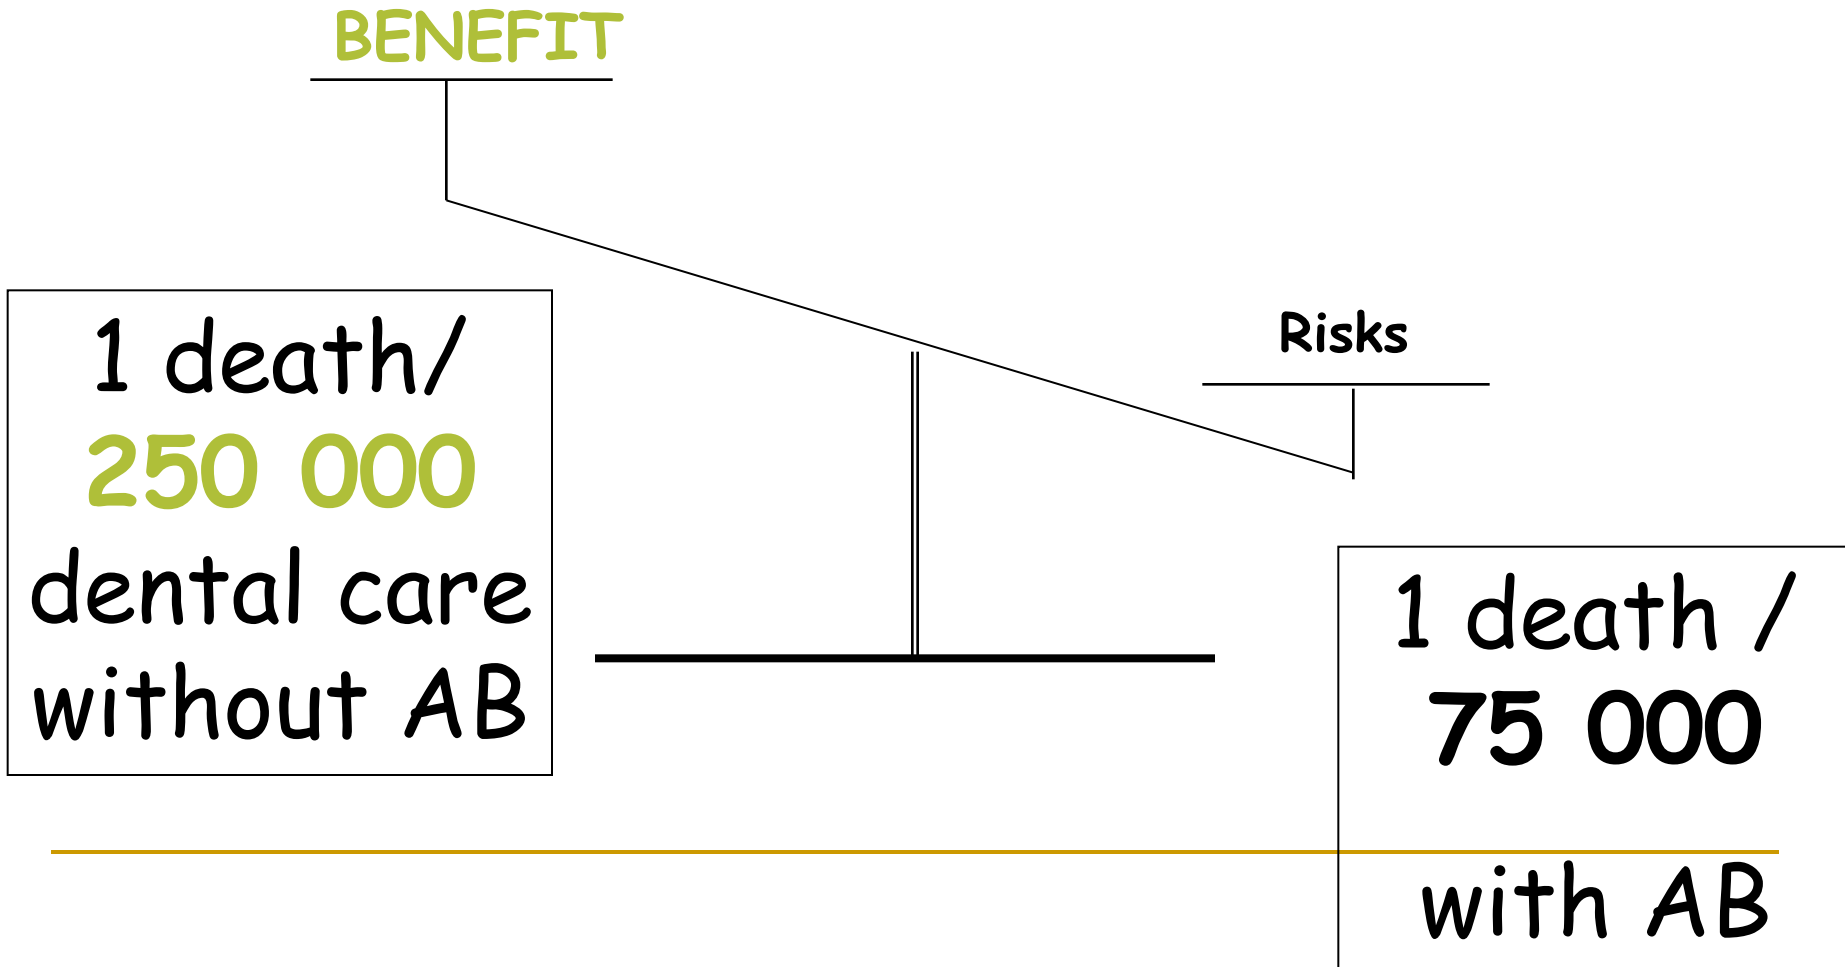 BENEFIT
1 death/
250 000
dental care
without AB
Risks
1 death /
75 000
with AB